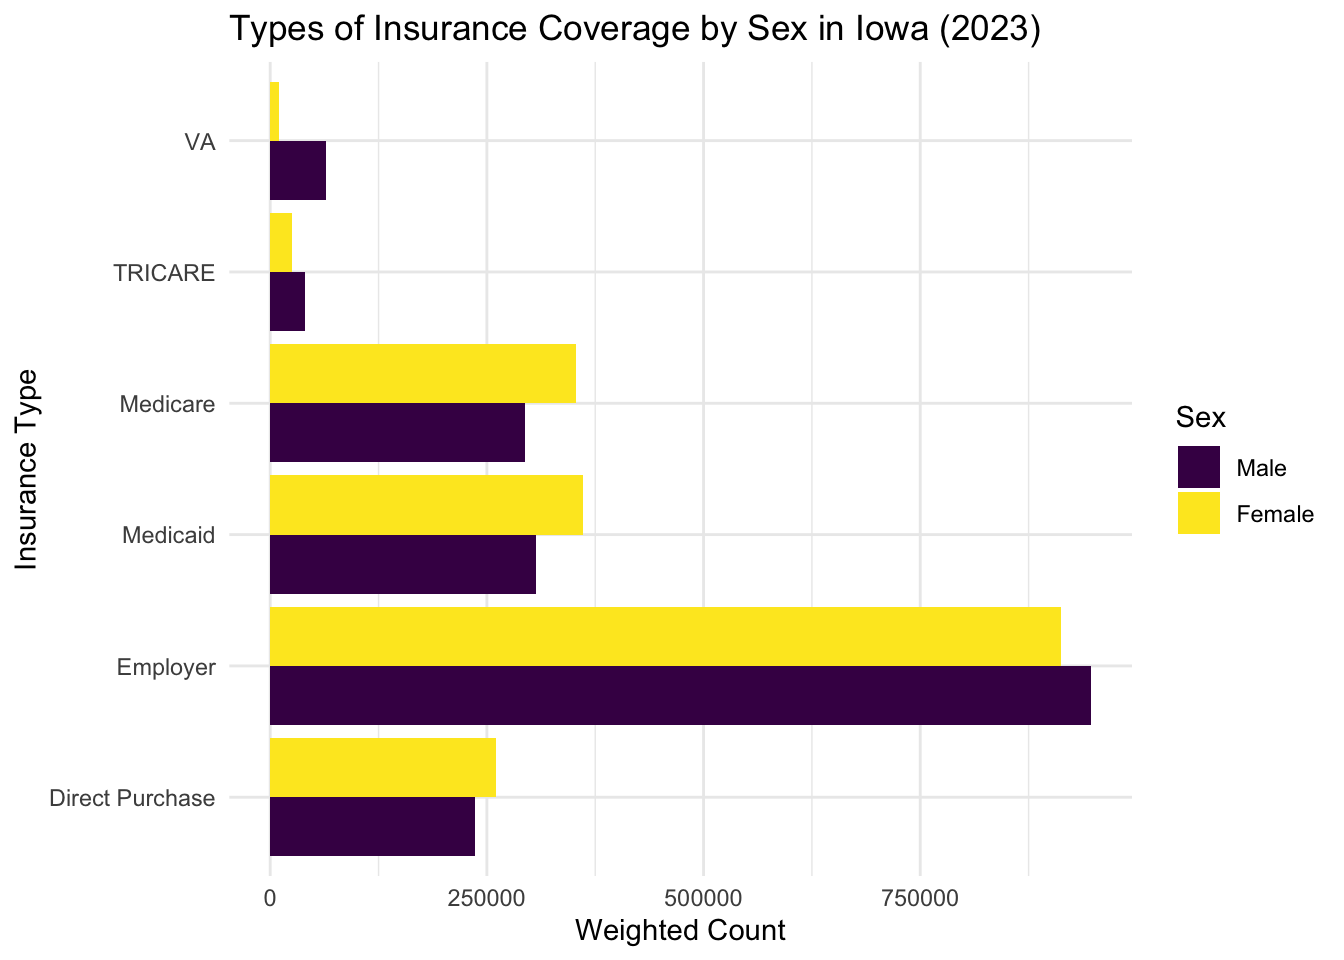 Types of Insurance Coverage by Sex in Iowa (2023)
VA
TRICARE
Medicare
Medicaid
Employer
Direct Purchase
Insurance Type
0 250000 500000 750000
Weighted Count
Sex
Male
Female